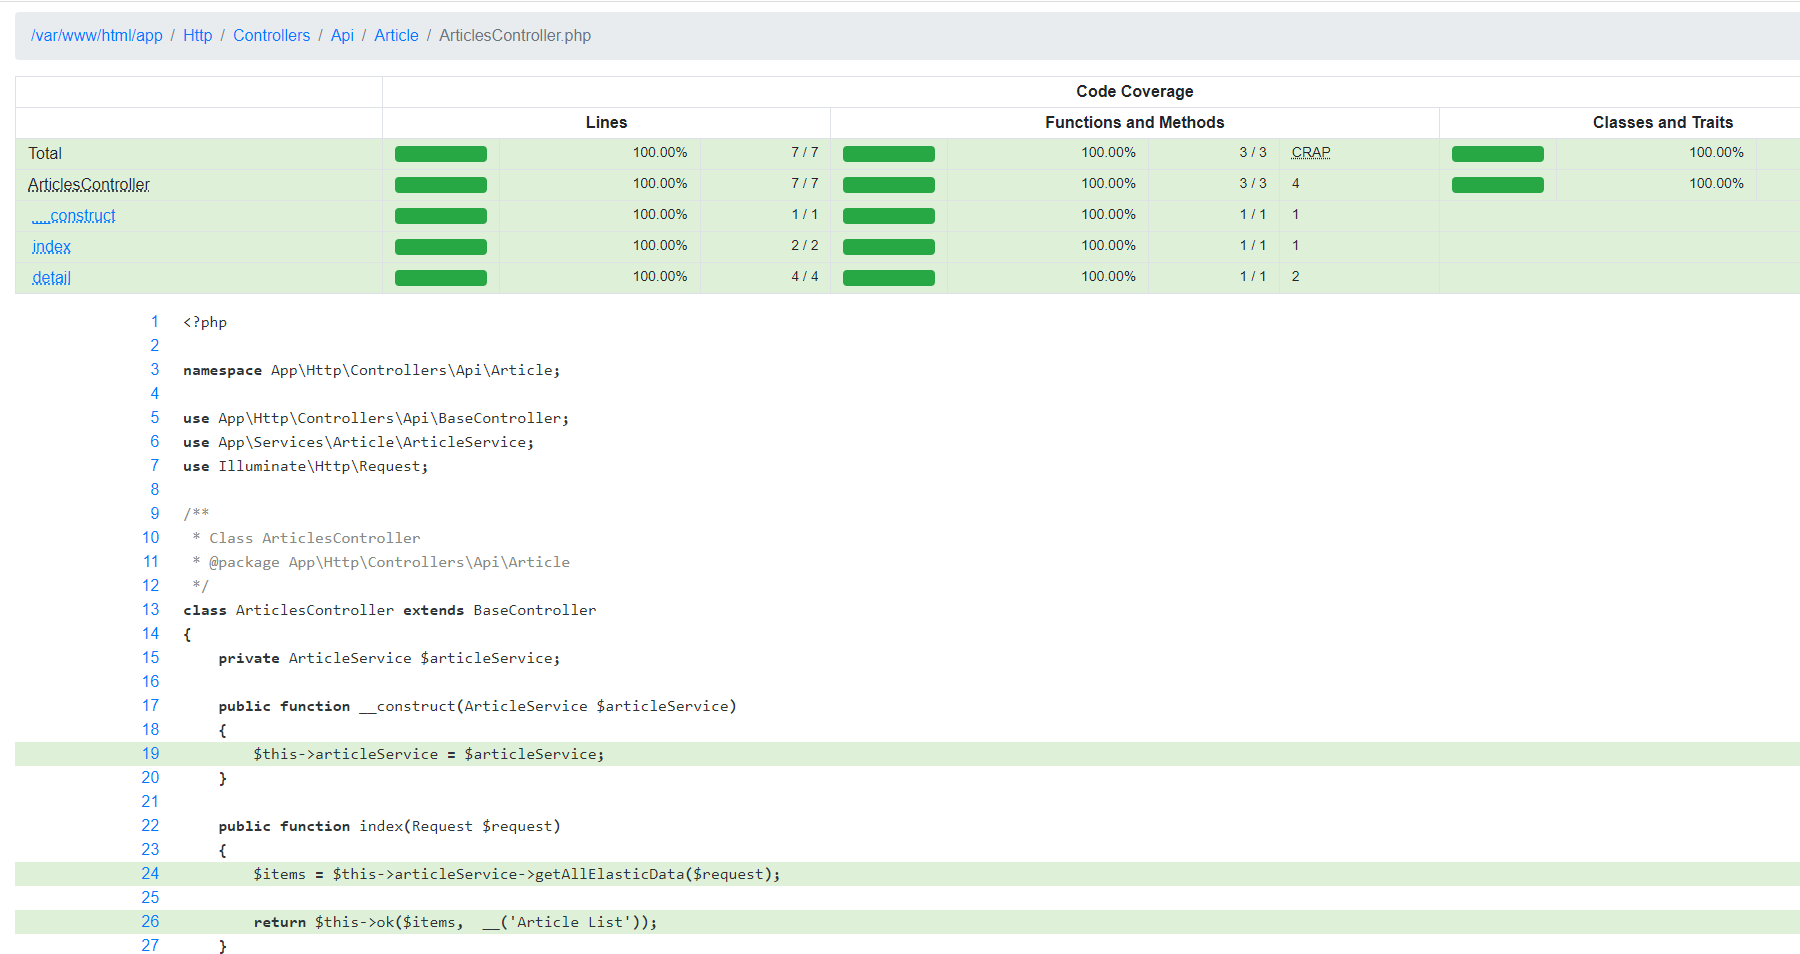 /var/www/html/app / Http / Controllers / Api / Article / ArticlesController.php
Code Coverage
Lines Functions and Methods Classes and Traits
Total 100.00% 7 / 7 100.00% 3 / 3 CRAP 100.00%
ArticlesController 100.00% 7 / 7 100.00% 3 / 3 4 100.00%
__construct 100.00% 1 / 1 100.00% 1 / 1 1
index 100.00% 2 / 2 100.00% 1 / 1 1
detail 100.00% 4 / 4 100.00% 1 / 1 2
1 <?php
2
3 namespace App\Http\Controllers\Api\Article;
4
5 use App\Http\Controllers\Api\BaseController;
6 use App\Services\Article\ArticleService;
7 use Illuminate\Http\Request;
8
9 /**
10  * Class ArticlesController
11  * @package App\Http\Controllers\Api\Article
12  */
13 class ArticlesController extends BaseController
14 {
15     private ArticleService $articleService;
16
17     public function __construct(ArticleService $articleService)
18     {
19         $this->articleService = $articleService;
20     }
21
22     public function index(Request $request)
23     {
24         $items = $this->articleService->getAllElasticData($request);
25
26         return $this->ok($items,  __('Article List'));
27     }